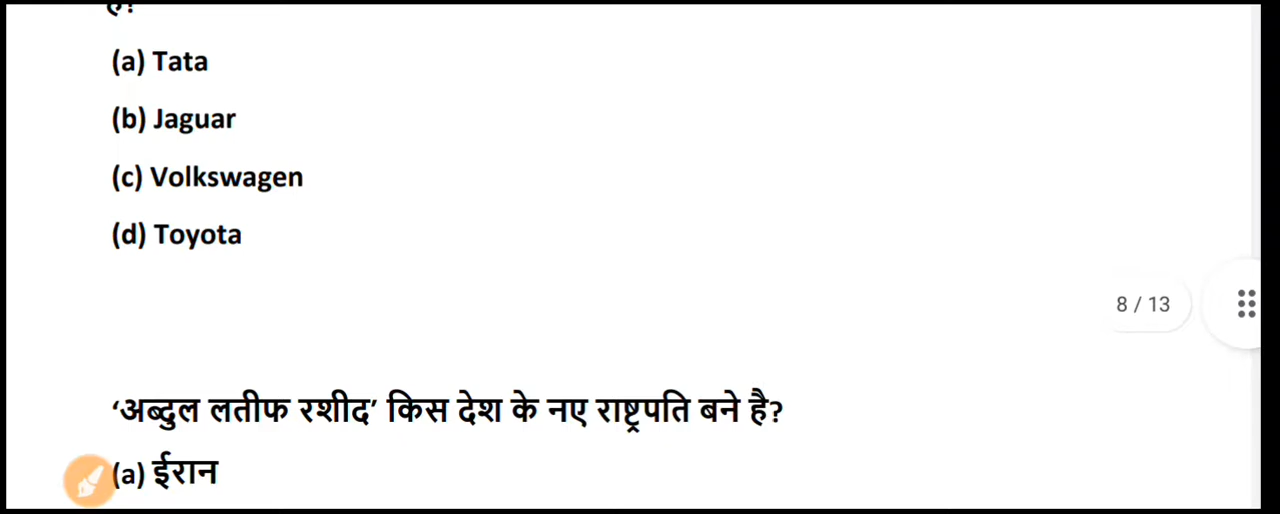 (a) Tata
(b) Jaguar
(c) Volkswagen
(d) Toyota
8 / 13
‘अब्दुल लतीफ रशीद’ किस देश के नए राष्ट्रपति बने है?
(a) ईरान